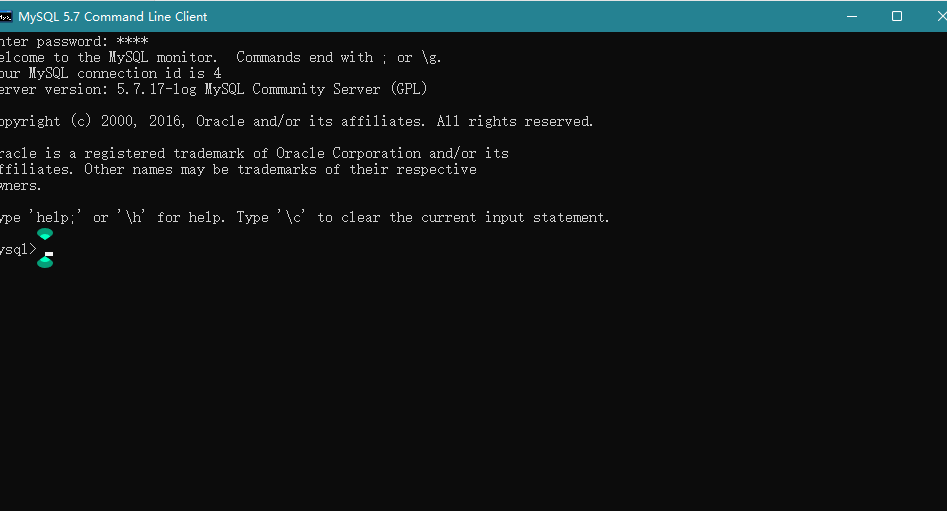 MySQL 5.7 Command Line Client
nter password: ****
elcome to the MySQL monitor.  Commands end with ; or \g.
our MySQL connection id is 4
erver version: 5.7.17-log MySQL Community Server (GPL)
opyright (c) 2000, 2016, Oracle and/or its affiliates. All rights reserved.
racle is a registered trademark of Oracle Corporation and/or its
ffiliates. Other names may be trademarks of their respective
wners.
ype 'help;' or '\h' for help. Type '\c' to clear the current input statement.
ysql>